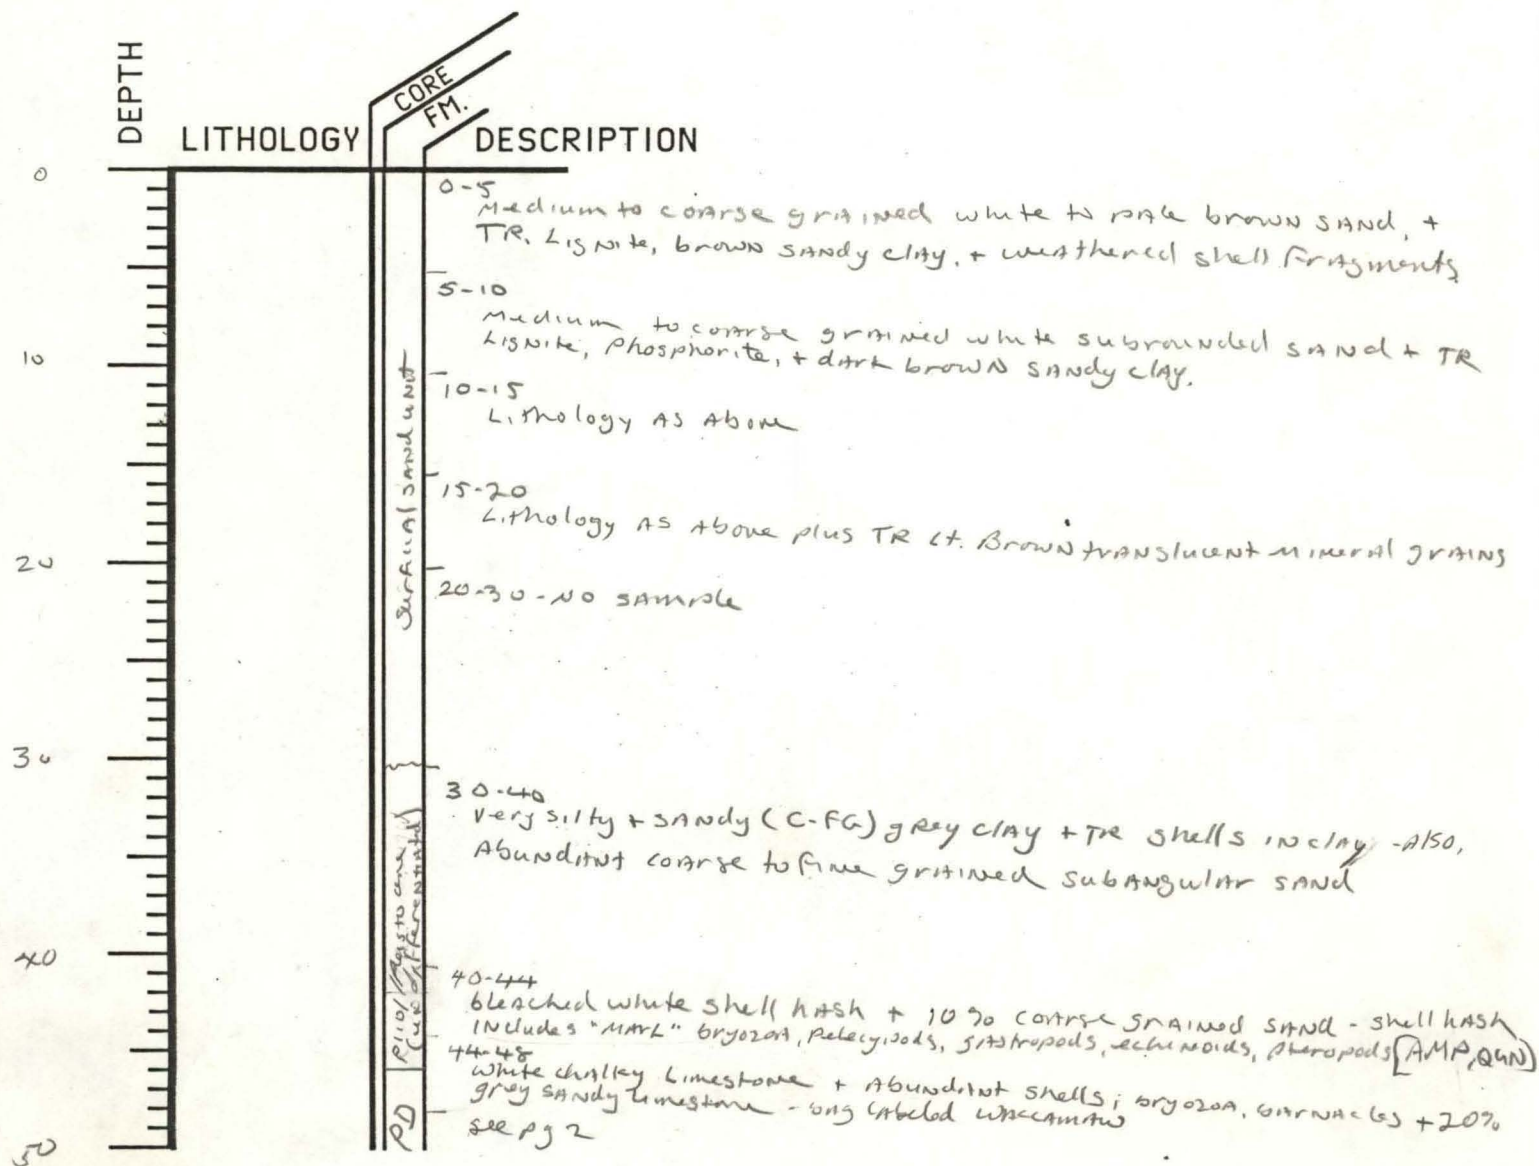 DEPTH
LITHOLOGY
CORE
FM.
DESCRIPTION
0
10
20
30
40
50
Surficial sand unit
Plio/Pleistocene
(undifferentiated)
PD
0-5
Medium to coarse grained white to pale brown sand, +
TR. Lignite, brown sandy clay, + weathered shell fragments
5-10
Medium to coarse grained white subrounded sand + TR
Lignite, phosphorite, + dark brown sandy clay.
10-15
Lithology as above
15-20
Lithology as above plus TR Lt. Brown translucent mineral grains
20-30 - NO sample
30-40
Very silty + sandy (C-FG) grey clay + TR shells in clay - Also,
Abundant coarse to fine grained subangular sand
40-44
bleached white shell hash + 10% coarse grained sand - shell hash
includes "MARL" bryozoa, pelecypods, gastropods, echinoids, pteropods [AMP, QGN]
44-48
White chalky Limestone + Abundant shells; bryozoa, barnacles + 20%
grey sandy limestone - bag labeled Waccamaw
see pg 2